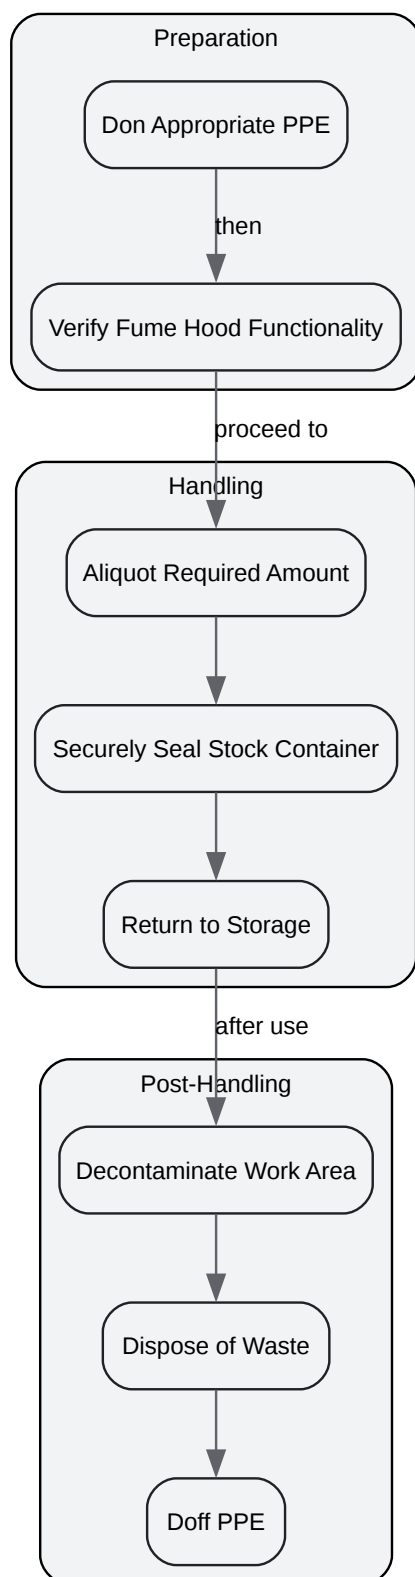 Preparation
Don Appropriate PPE
then
Verify Fume Hood Functionality
proceed to
Handling
Aliquot Required Amount
Securely Seal Stock Container
Return to Storage
after use
Post-Handling
Decontaminate Work Area
Dispose of Waste
Doff PPE